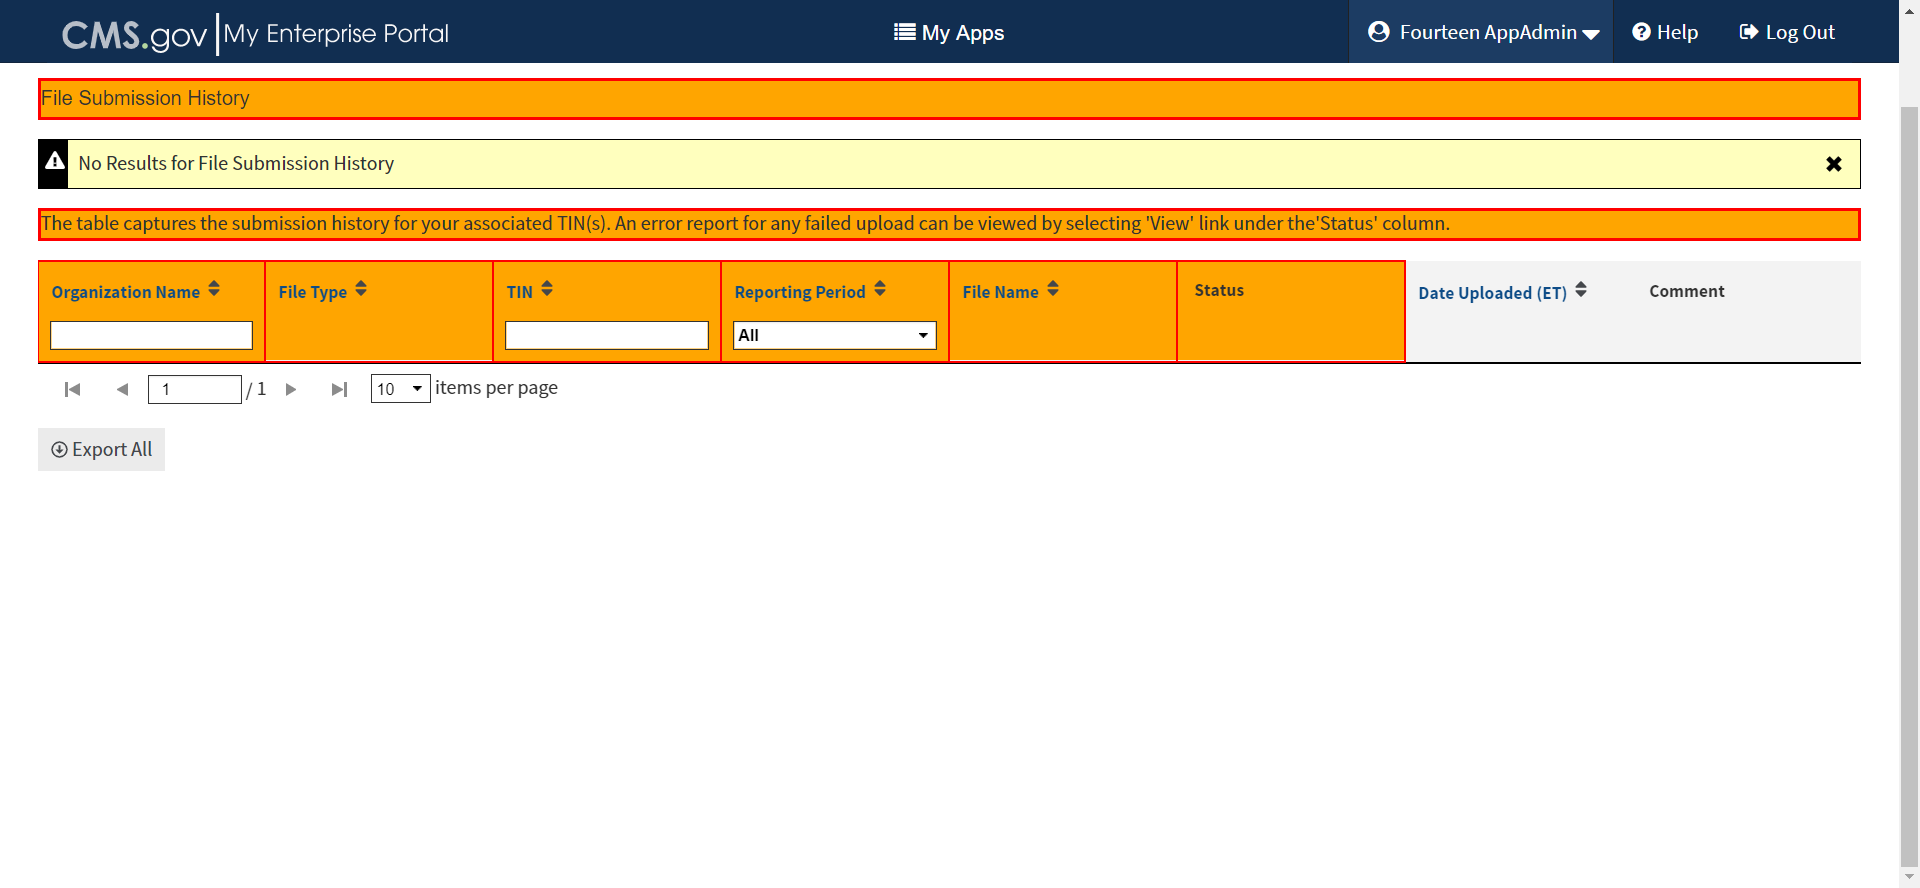 CMS.gov My Enterprise Portal
My Apps
Fourteen AppAdmin
Help
Log Out
File Submission History
No Results for File Submission History
The table captures the submission history for your associated TIN(s). An error report for any failed upload can be viewed by selecting 'View' link under the'Status' column.
Organization Name
File Type
TIN
Reporting Period
File Name
Status
Date Uploaded (ET)
Comment
All
1 / 1
10 items per page
Export All